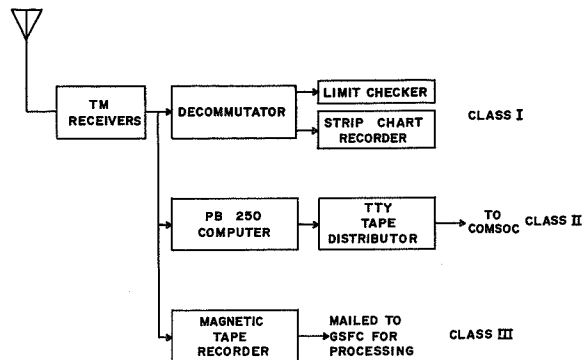 TM
RECEIVERS
DECOMMUTATOR
LIMIT CHECKER
STRIP CHART
RECORDER
CLASS I
PB 250
COMPUTER
TTY
TAPE
DISTRIBUTOR
TO
COMSOC
CLASS II
MAGNETIC
TAPE
RECORDER
MAILED TO
GSFC FOR
PROCESSING
CLASS III